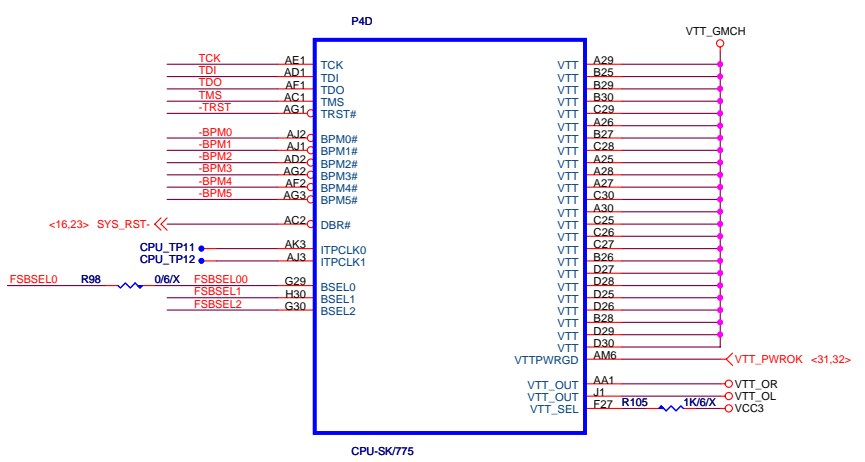 P4D
VTT_GMCH
TCK AE1 TCK VTT A29
TDI AD1 TDI VTT B25
TDO AF1 TDO VTT B29
TMS AC1 TMS VTT B30
-TRST AG1 TRST# VTT C29
VTT A26
-BPM0 AJ2 BPM0# VTT B27
-BPM1 AJ1 BPM1# VTT C28
-BPM2 AD2 BPM2# VTT A25
-BPM3 AG2 BPM3# VTT A28
-BPM4 AF2 BPM4# VTT A27
-BPM5 AG3 BPM5# VTT C30
VTT A30
<16,23> SYS_RST- AC2 DBR# VTT C25
VTT C26
CPU_TP11 AK3 ITPCLK0 VTT C27
CPU_TP12 AJ3 ITPCLK1 VTT B26
VTT D27
FSBSEL0 R98 0/6/X FSBSEL00 G29 BSEL0 VTT D28
FSBSEL1 H30 BSEL1 VTT D25
FSBSEL2 G30 BSEL2 VTT D26
VTT B28
VTT D29
VTT D30
VTTPWRGD AM6 VTT_PWROK <31,32>
VTT_OUT AA1 VTT_OR
VTT_OUT J1 VTT_OL
VTT_SEL F27 R105 1K/6/X VCC3
CPU-SK/775